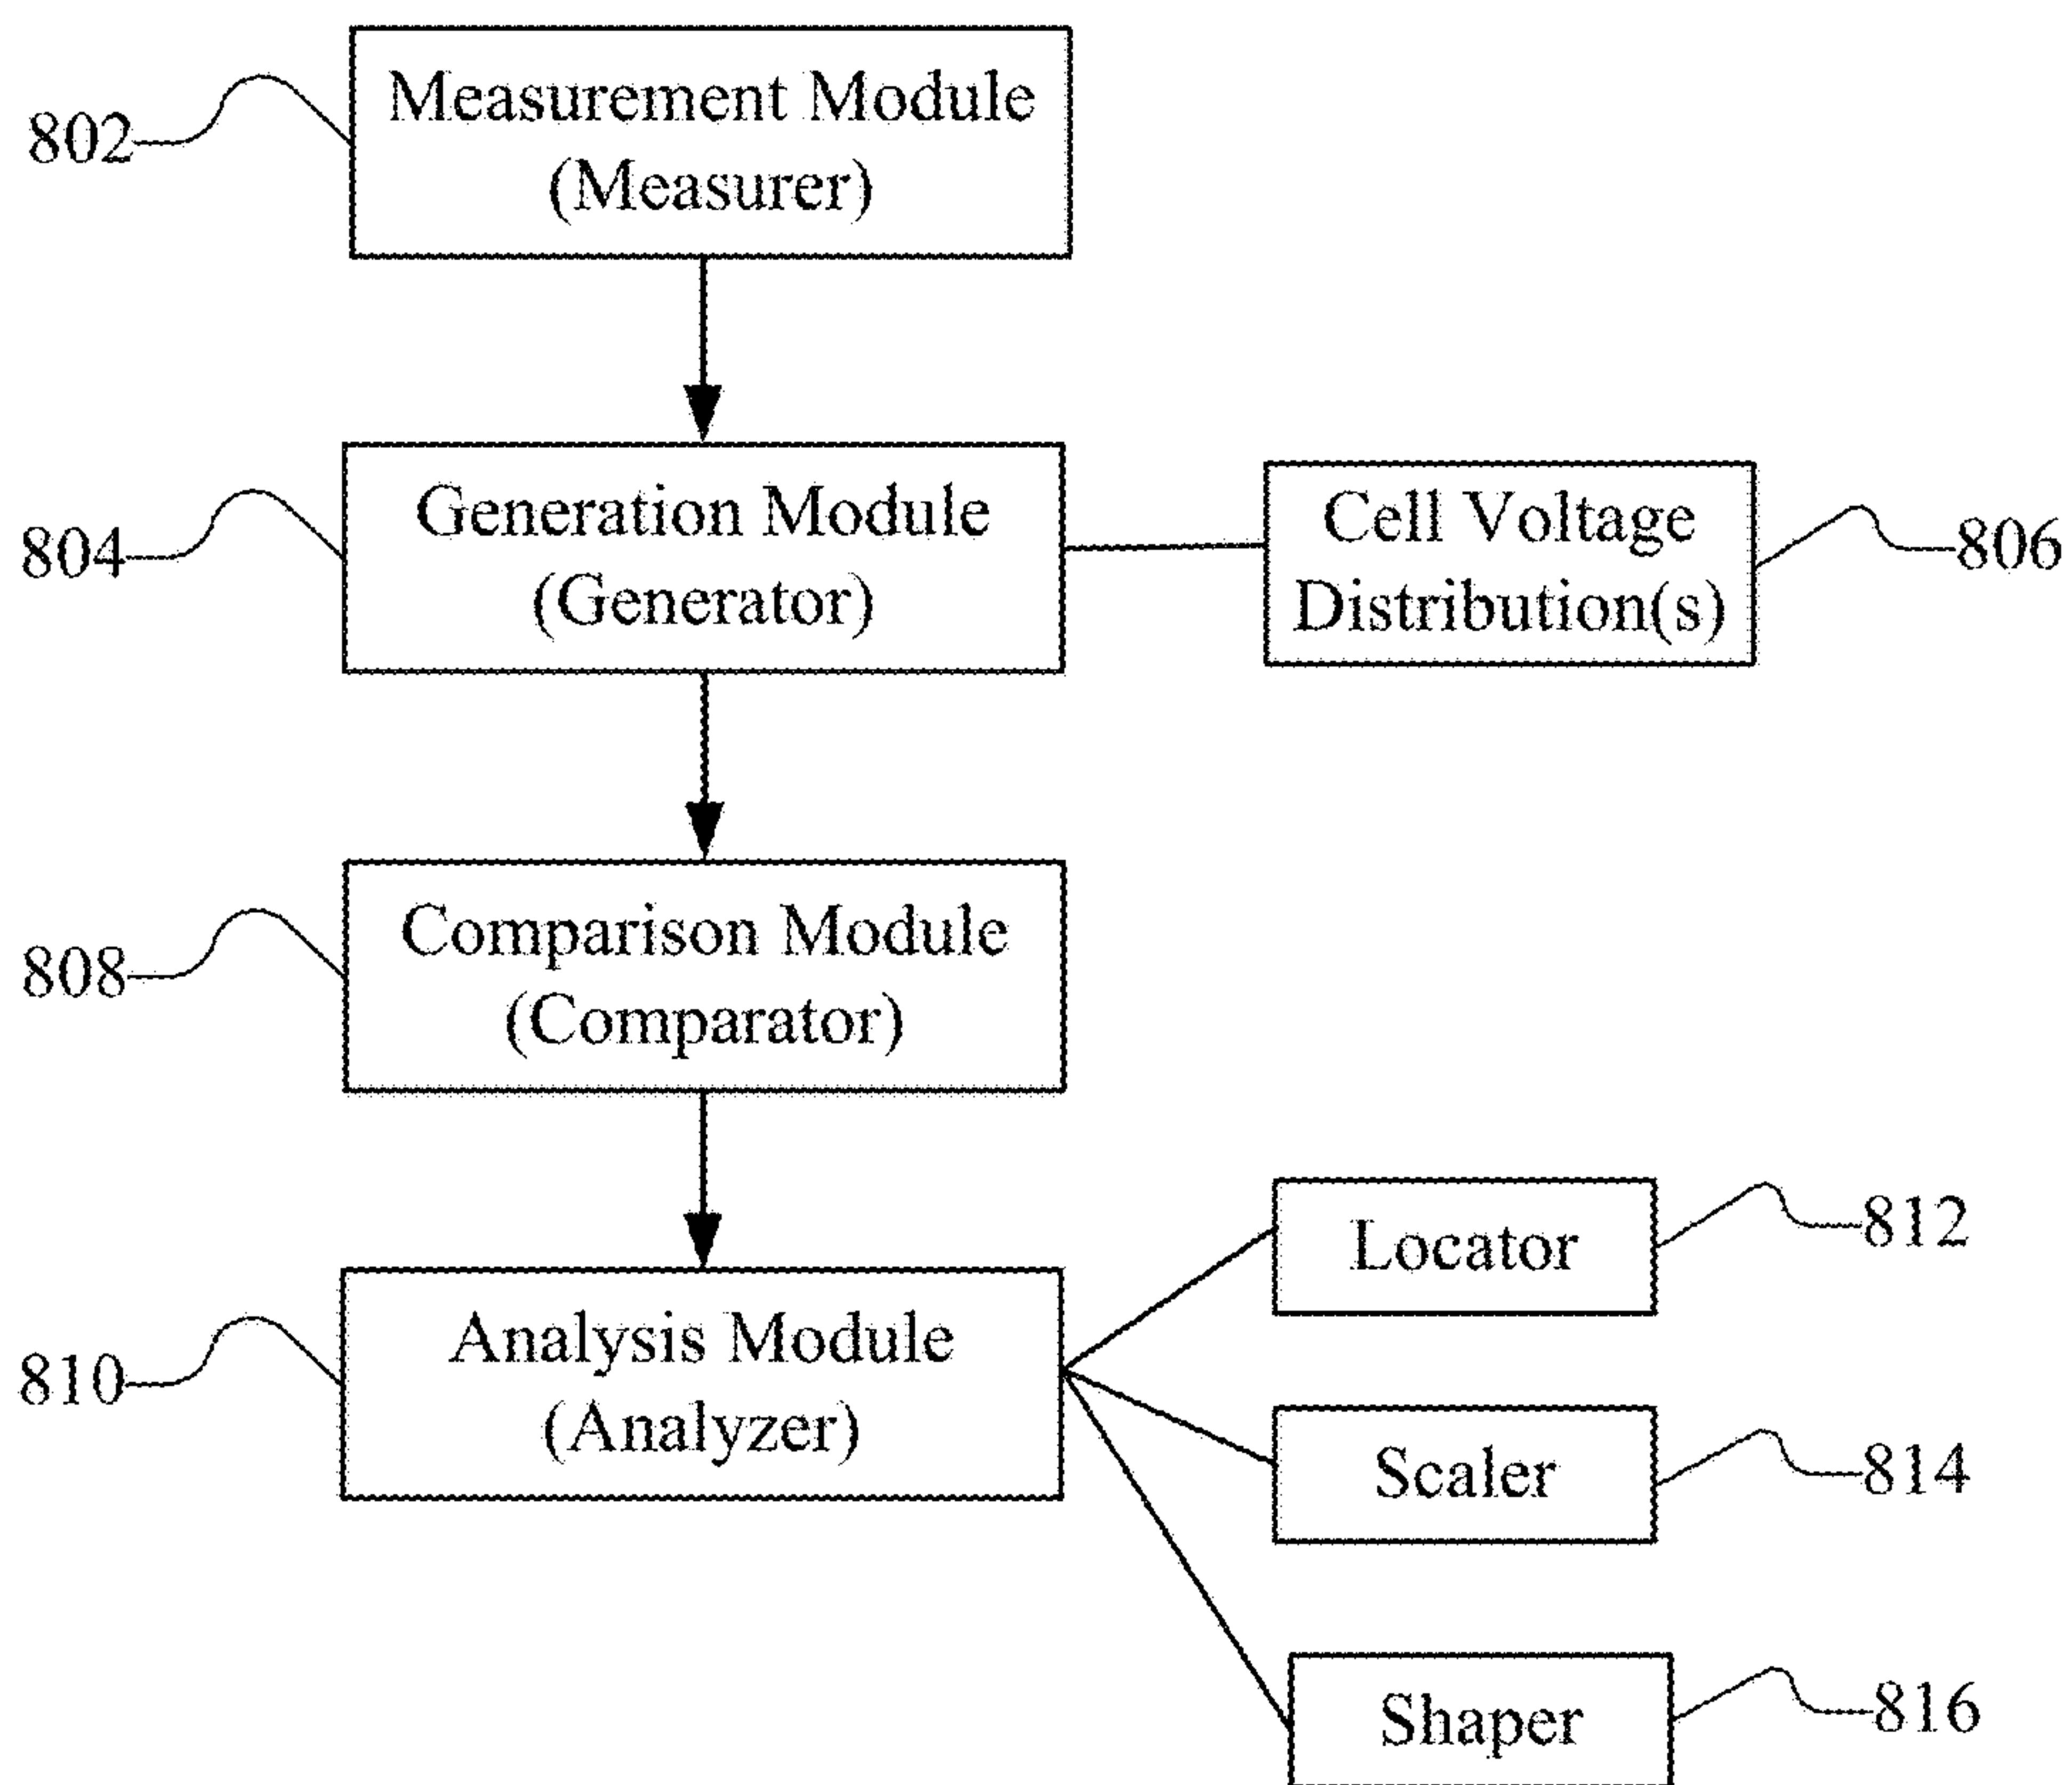 802
Measurement Module
(Measurer)
804
Generation Module
(Generator)
Cell Voltage
Distribution(s)
806
808
Comparison Module
(Comparator)
810
Analysis Module
(Analyzer)
Locator
812
Scaler
814
Shaper
816